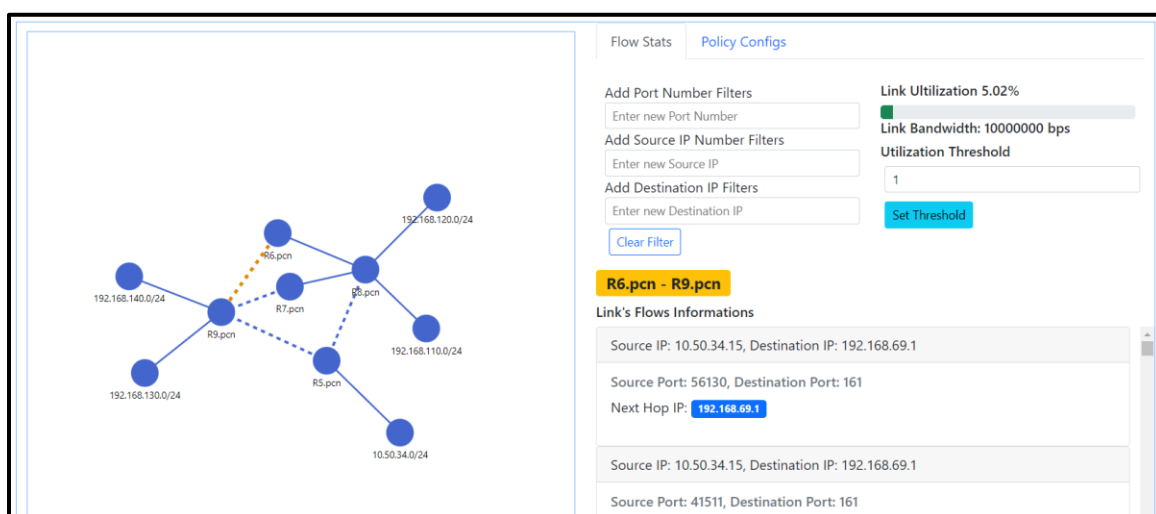 Flow Stats
Policy Configs
Add Port Number Filters
Enter new Port Number
Add Source IP Number Filters
Enter new Source IP
Add Destination IP Filters
Enter new Destination IP
Clear Filter
Link Ultilization 5.02%
Link Bandwidth: 10000000 bps
Utilization Threshold
1
Set Threshold
192.168.120.0/24
R6.pcn
R8.pcn
192.168.140.0/24
R7.pcn
R9.pcn
192.168.110.0/24
R5.pcn
192.168.130.0/24
10.50.34.0/24
R6.pcn - R9.pcn
Link's Flows Informations
Source IP: 10.50.34.15, Destination IP: 192.168.69.1
Source Port: 56130, Destination Port: 161
Next Hop IP: 192.168.69.1
Source IP: 10.50.34.15, Destination IP: 192.168.69.1
Source Port: 41511, Destination Port: 161